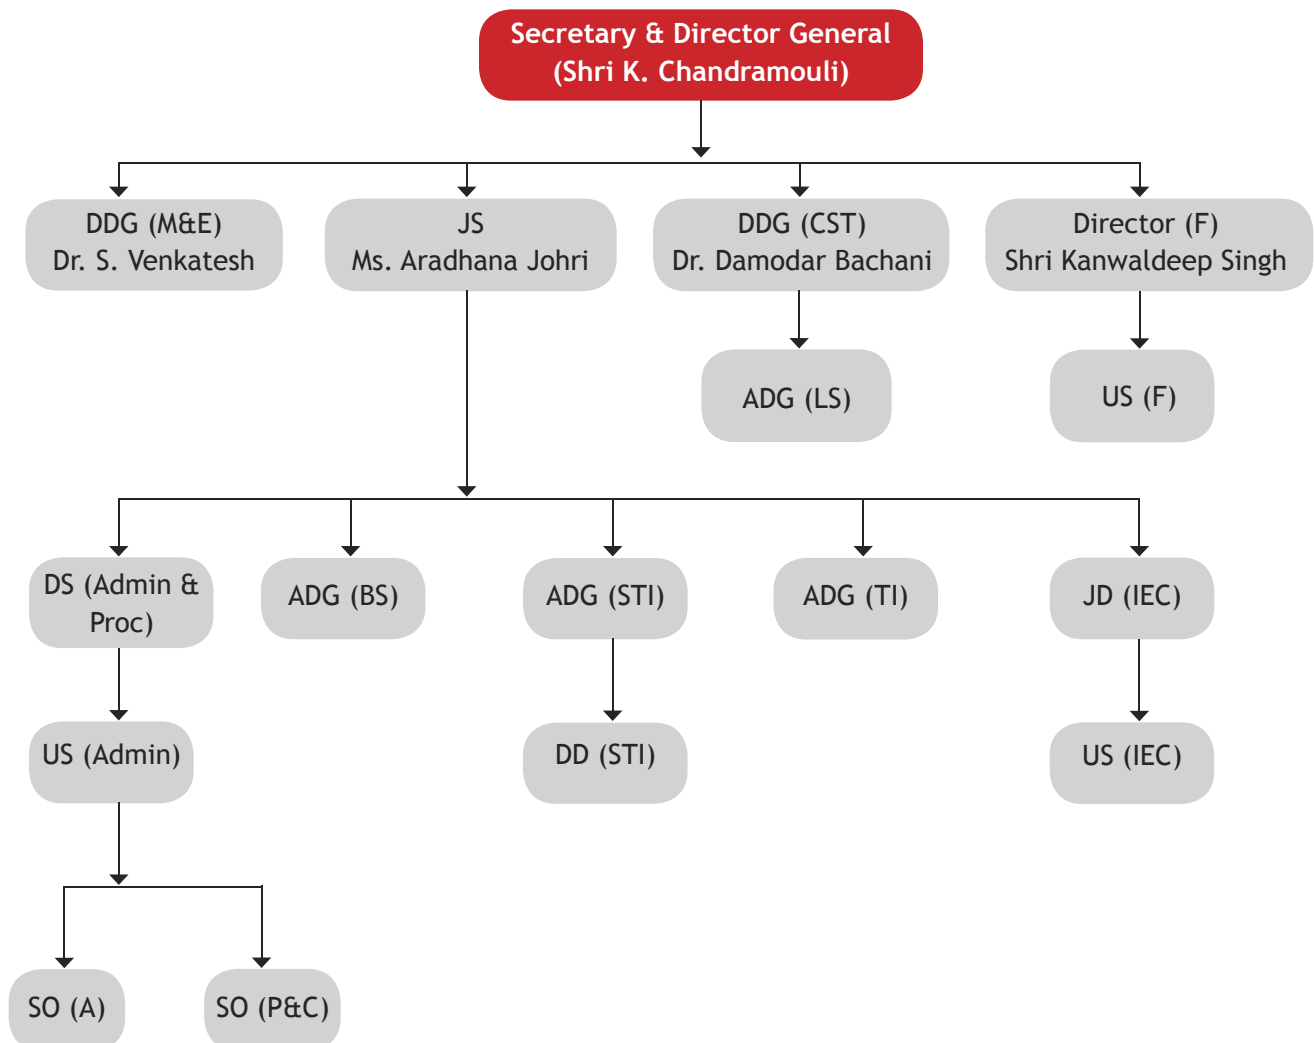 Secretary & Director General
(Shri K. Chandramouli)
DDG (M&E)
Dr. S. Venkatesh
JS
Ms. Aradhana Johri
DDG (CST)
Dr. Damodar Bachani
Director (F)
Shri Kanwaldeep Singh
ADG (LS)
US (F)
DS (Admin &
Proc)
ADG (BS)
ADG (STI)
ADG (TI)
JD (IEC)
US (Admin)
DD (STI)
US (IEC)
SO (A)
SO (P&C)